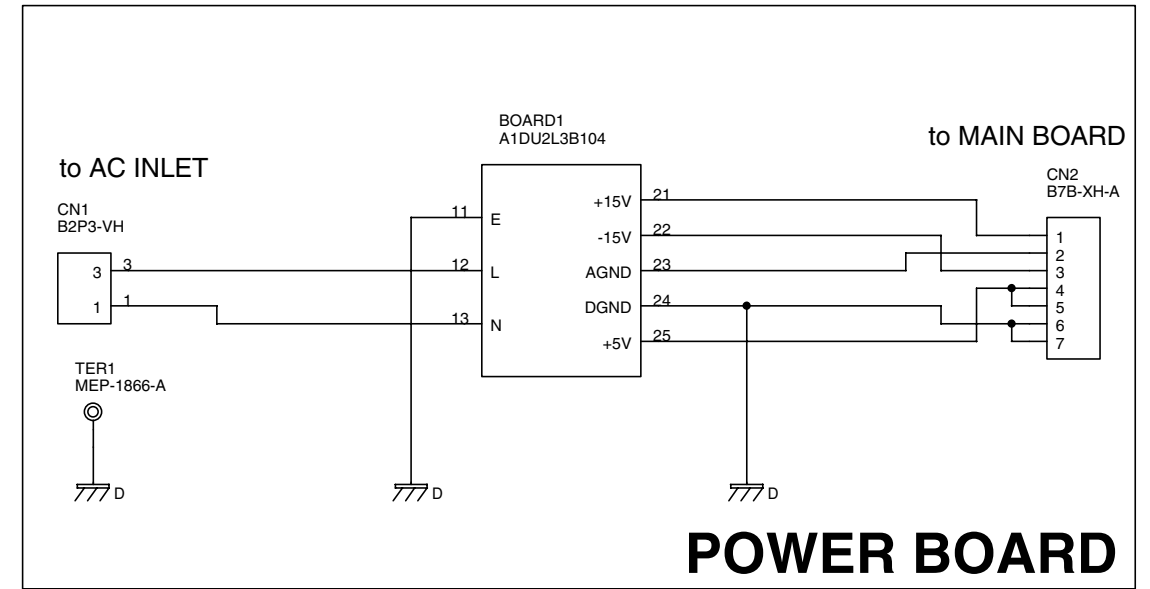 to AC INLET
CN1
B2P3-VH
3
1
3
1
TER1
MEP-1866-A
D
BOARD1
A1DU2L3B104
11
12
13
E
L
N
D
+15V
-15V
AGND
DGND
+5V
21
22
23
24
25
D
to MAIN BOARD
CN2
B7B-XH-A
1
2
3
4
5
6
7
POWER BOARD